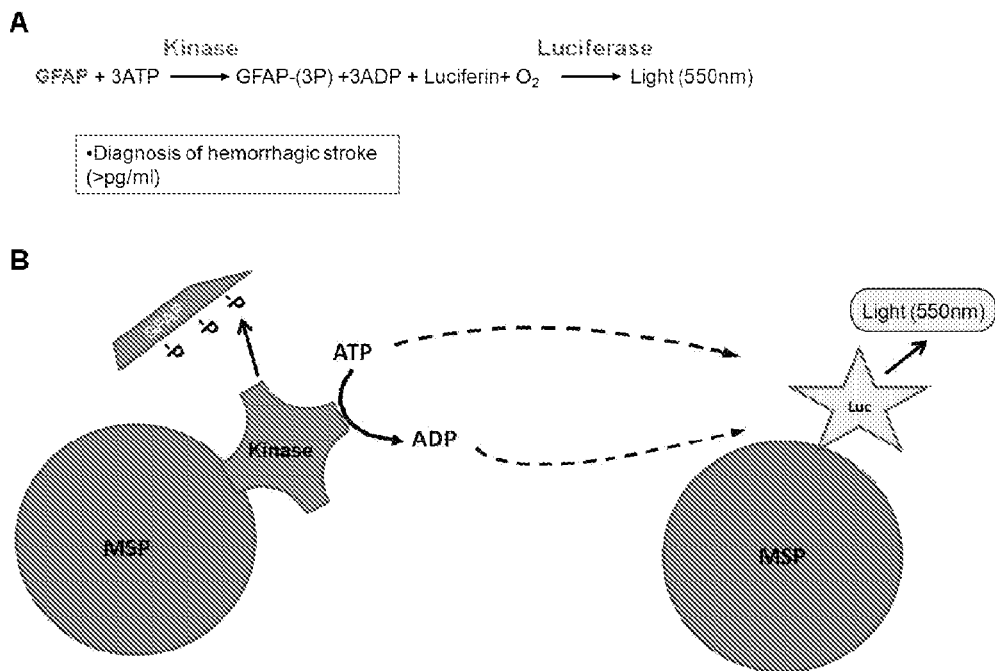 A
Kinase
Luciferase
GFAP + 3ATP → GFAP-(3P) +3ADP + Luciferin+ O₂ → Light (550nm)
•Diagnosis of hemorrhagic stroke
(>pg/ml)
B
P
P
P
Light (550nm)
ATP
Luc
ADP
Kinase
MSP
MSP